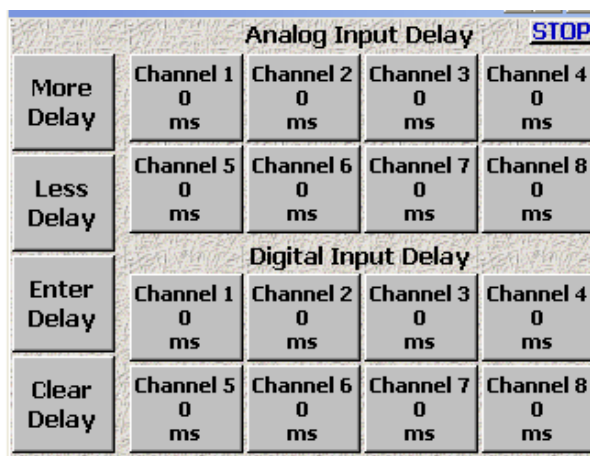 Analog Input Delay
STOP
More
Delay
Channel 1
0
ms
Channel 2
0
ms
Channel 3
0
ms
Channel 4
0
ms
Less
Delay
Channel 5
0
ms
Channel 6
0
ms
Channel 7
0
ms
Channel 8
0
ms
Digital Input Delay
Enter
Delay
Channel 1
0
ms
Channel 2
0
ms
Channel 3
0
ms
Channel 4
0
ms
Clear
Delay
Channel 5
0
ms
Channel 6
0
ms
Channel 7
0
ms
Channel 8
0
ms